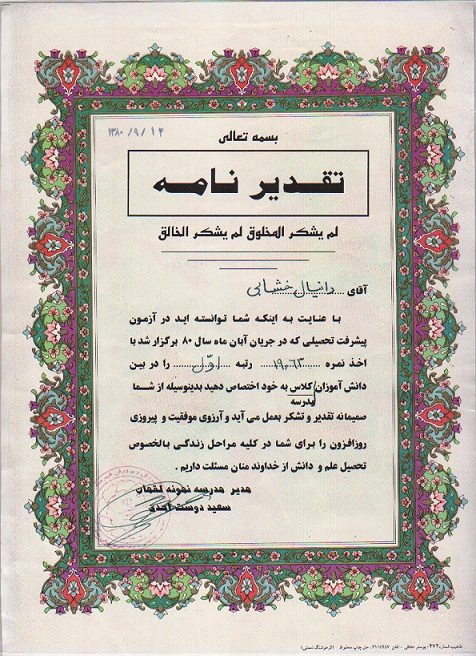 ۱۳۸۰/۹/۱۴
بسمه تعالی
تقدیر نامه
لم یشکر المخلوق لم یشکر الخالق
آقای دانیال خشابی
با عنایت به اینکه شما توانسته اید در آزمون
پیشرفت تحصیلی که در جریان آبان ماه سال ۸۰ برگزار شد با
اخذ نمره ۱۹,۶۳ رتبه اوّل را در بین
دانش آموزان کلاس به خود اختصاص دهید بدینوسیله از شما
مدرسه
صمیمانه تقدیر و تشکر بعمل می آید و آرزوی موفقیت و پیروزی
روزافزون را برای شما در کلیه مراحل زندگی بالخصوص
تحصیل علم و دانش از خداوند منان مسئلت داریم.
مدیر مدرسه نمونه لقمان
سعید دوست احدی